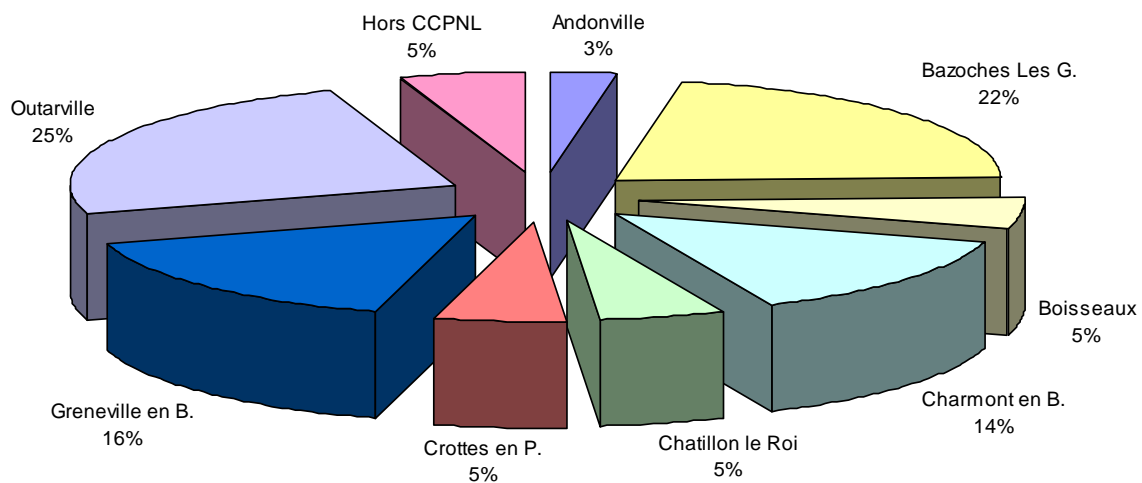 Hors CCPNL
5%
Andonville
3%
Bazoches Les G.
22%
Outarville
25%
Boisseaux
5%
Greneville en B.
16%
Crottes en P.
5%
Chatillon le Roi
5%
Charmont en B.
14%